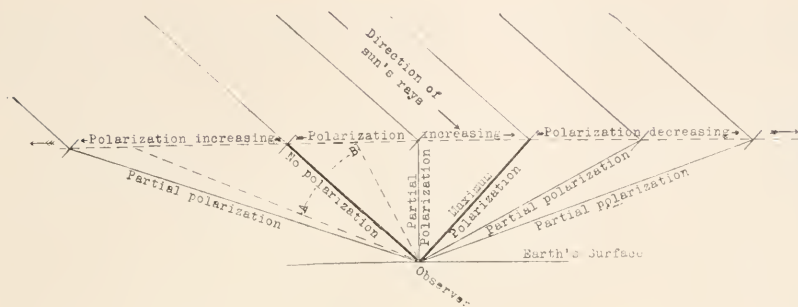 Direction of
sun's rays
Polarization increasing
Polarization increasing
Polarization decreasing
B
A
No polarization
Partial polarization
Partial
Polarization
Maximum
Polarization
Partial polarization
Partial polarization
Earth's Surface
Observer